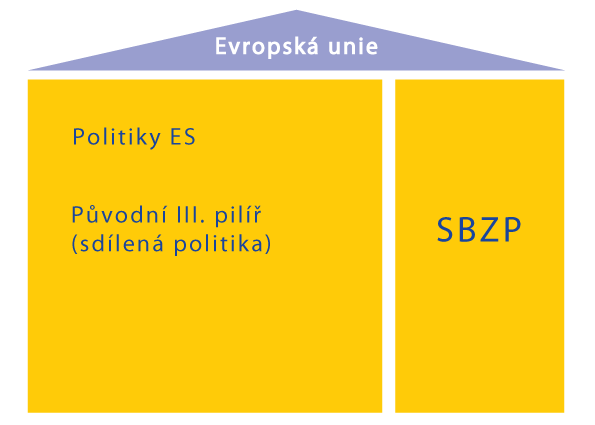 Evropská unie
Politiky ES
Původní III. pilíř
(sdílená politika)
SBZP